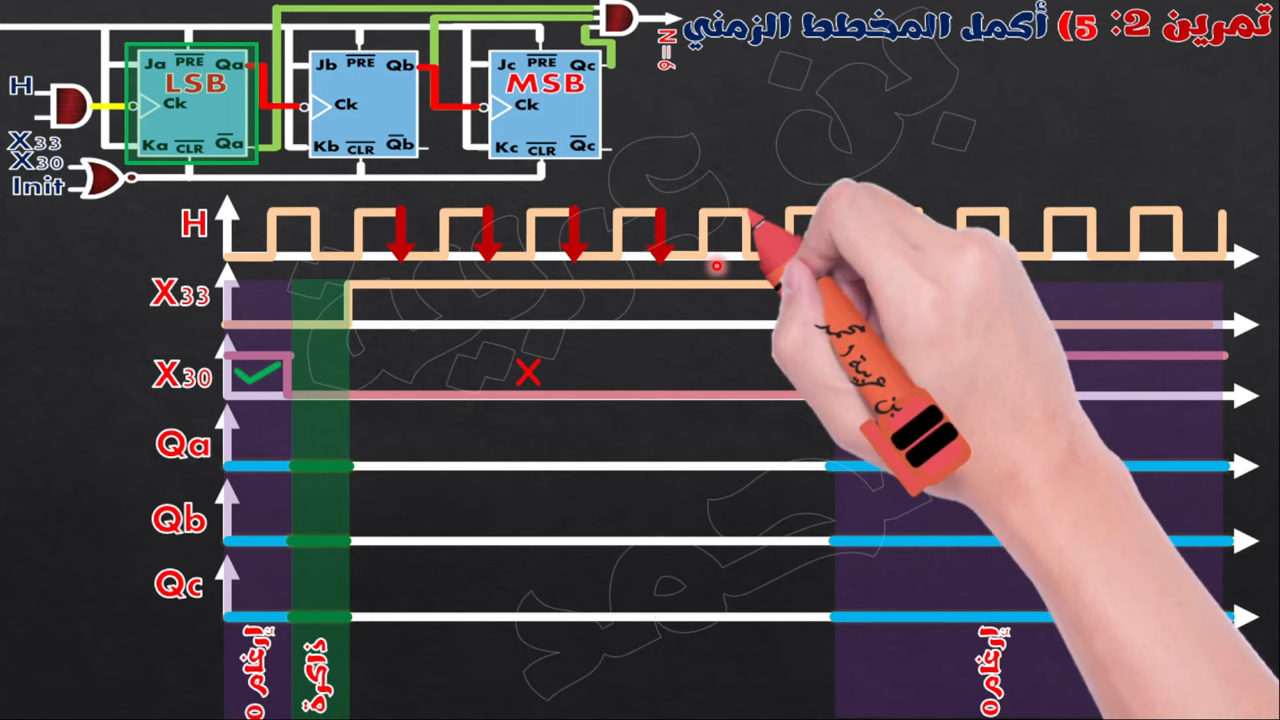 تمرين 2: 5) أكمل المخطط الزمني
N=6
H
X33
X30
Init
Ja PRE Qa
LSB
Ck
Ka CLR Qa
Jb PRE Qb
Ck
Kb CLR Qb
Jc PRE Qc
MSB
Ck
Kc CLR Qc
H
X33
X30
Qa
Qb
Qc
إرغام 0
ذاكرة
إرغام 0